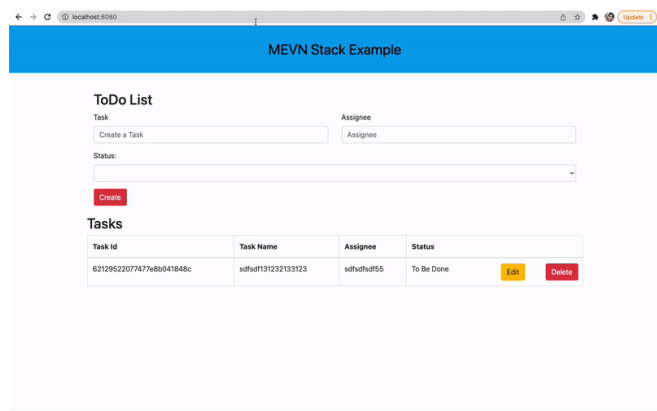 localhost:8080
Update
MEVN Stack Example
ToDo List
Task Assignee
Create a Task Assignee
Status:
Create
Tasks
Task Id Task Name Assignee Status
62129522077477e8b041848c sdfsdf131232133123 sdfsdfsdf55 To Be Done Edit Delete